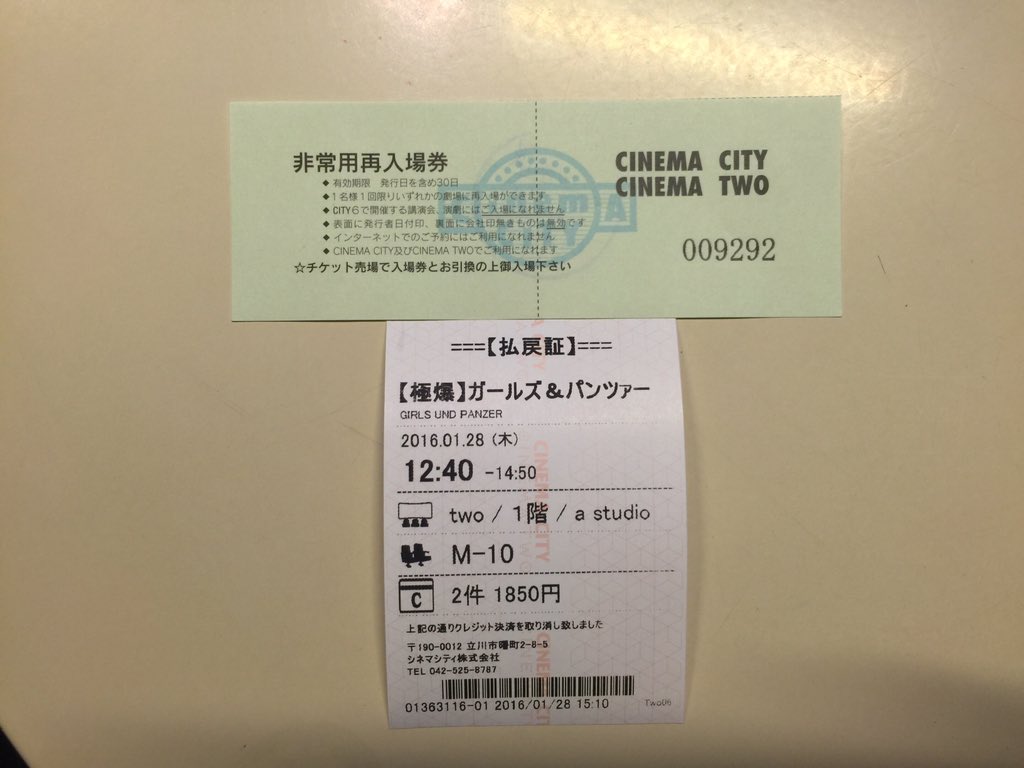 非常用再入場券
◆有効期限 発行日を含め30日
◆1名様1回限りいずれかの劇場に再入場ができます
◆CITY6で開催する講演会、演劇にはご入場になれません
◆表面に発行者日付印、裏面に会社印無きものは無効です
◆インターネットでのご予約にはご利用になれません
◆CINEMA CITY及びCINEMA TWOでご利用になれます
☆チケット売場で入場券とお引換の上御入場下さい
CINEMA CITY
CINEMA TWO
009292
===【払戻証】===
【極爆】ガールズ&パンツァー
GIRLS UND PANZER
2016.01.28 (木)
12:40 -14:50
two / 1階 / a studio
M-10
C 2件 1850円
上記の通りクレジット決済を取り消し致しました
〒190-0012 立川市曙町2-8-5
シネマシティ株式会社
TEL 042-525-8787
01363116-01 2016/01/28 15:10
Two06